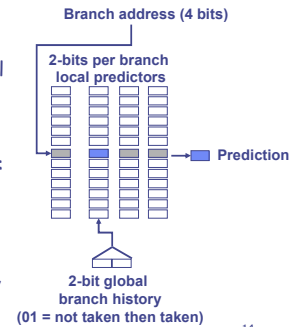 Branch address (4 bits)
2-bits per branch
local predictors
Prediction
2-bit global
branch history
(01 = not taken then taken)